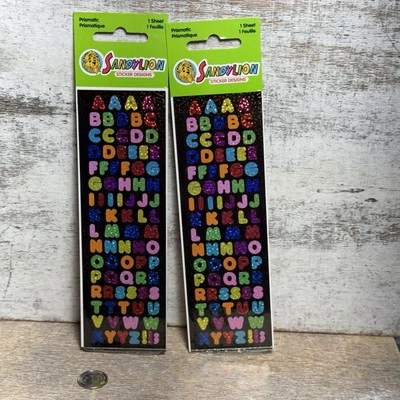 Prismatic
Prismatique
1 Sheet
1 Feuille
SANDYLION
STICKER DESIGNS
A A A A
B B B B C
C C C D D
D D E E E
E F F F G
G G H H H
I I I I J J
K K L L
L M M M
N N N N O
O O O P P
P P Q R R
R R S S S S
T T T U U
V V W W
X Y Y Z ! ! ?
Prismatic
Prismatique
1 Sheet
1 Feuille
SANDYLION
STICKER DESIGNS
A A A A
B B B B C
C C C D D
D D E E E
E F F F G
G G H H H
I I I I J J
K K L L
L M M M
N N N N O
O O O P P
P P Q R R
R R S S S S
T T T U U
V V W W
X Y Y Z ! ! ?